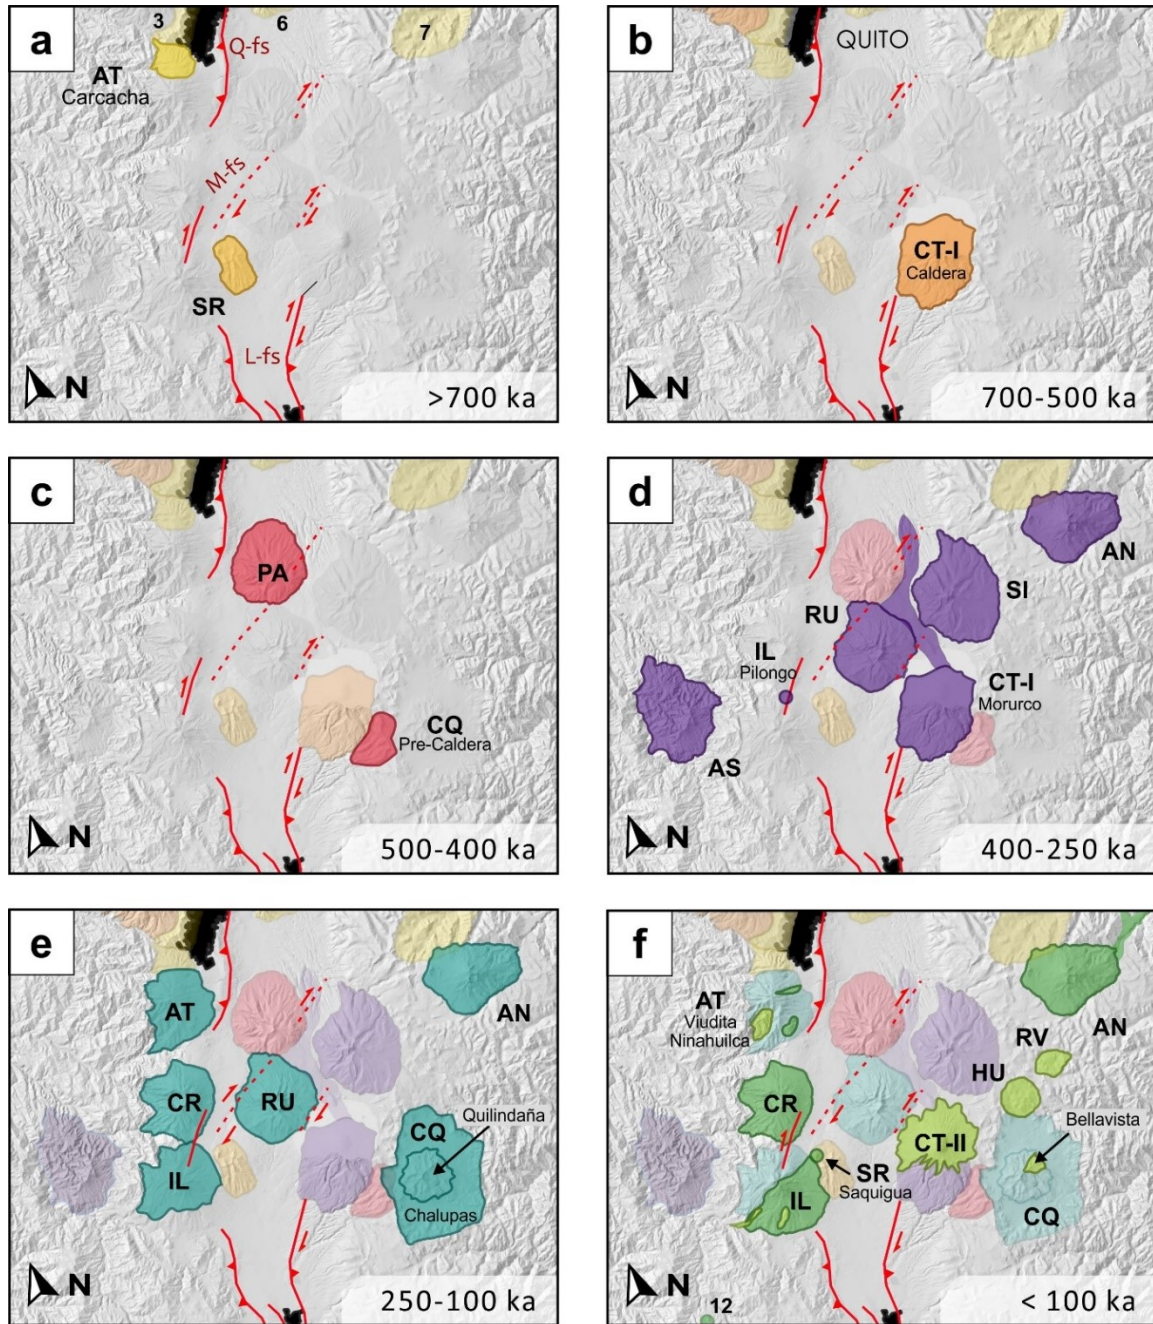 a
3
6
7
Q-fs
AT
Carcacha
M-fs
SR
L-fs
N
>700 ka
b
QUITO
CT-I
Caldera
N
700-500 ka
c
PA
CQ
Pre-Caldera
N
500-400 ka
d
AN
SI
RU
IL
Pilongo
CT-I
Morurco
AS
N
400-250 ka
e
AT
AN
CR
RU
Quilindaña
CQ
IL
Chalupas
N
250-100 ka
f
AT
Viudita
Ninahuilca
AN
RV
HU
CR
Bellavista
CT-II
SR
Saquigua
IL
CQ
N
12
< 100 ka